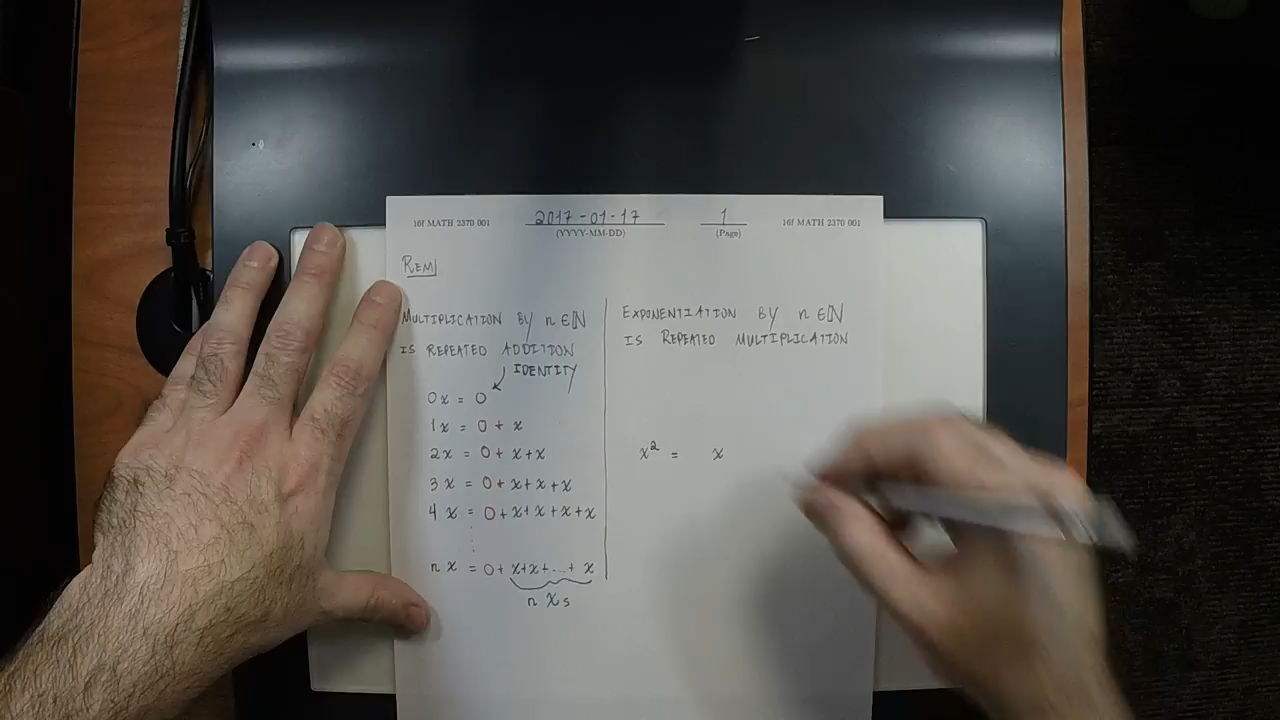 16f MATH 2370 001 2017-01-17 1 16f MATH 2370 001
(YYYY-MM-DD) (Page)
REM
MULTIPLICATION BY n ∈ ℕ
IS REPEATED ADDITION
IDENTITY
0x = 0
1x = 0 + x
2x = 0 + x+x
3x = 0 + x+x+x
4x = 0+x+x+x+x
⋮
nx = 0+ x+x+...+x
n xs
EXPONENTIATION BY n ∈ ℕ
IS REPEATED MULTIPLICATION
x² = x